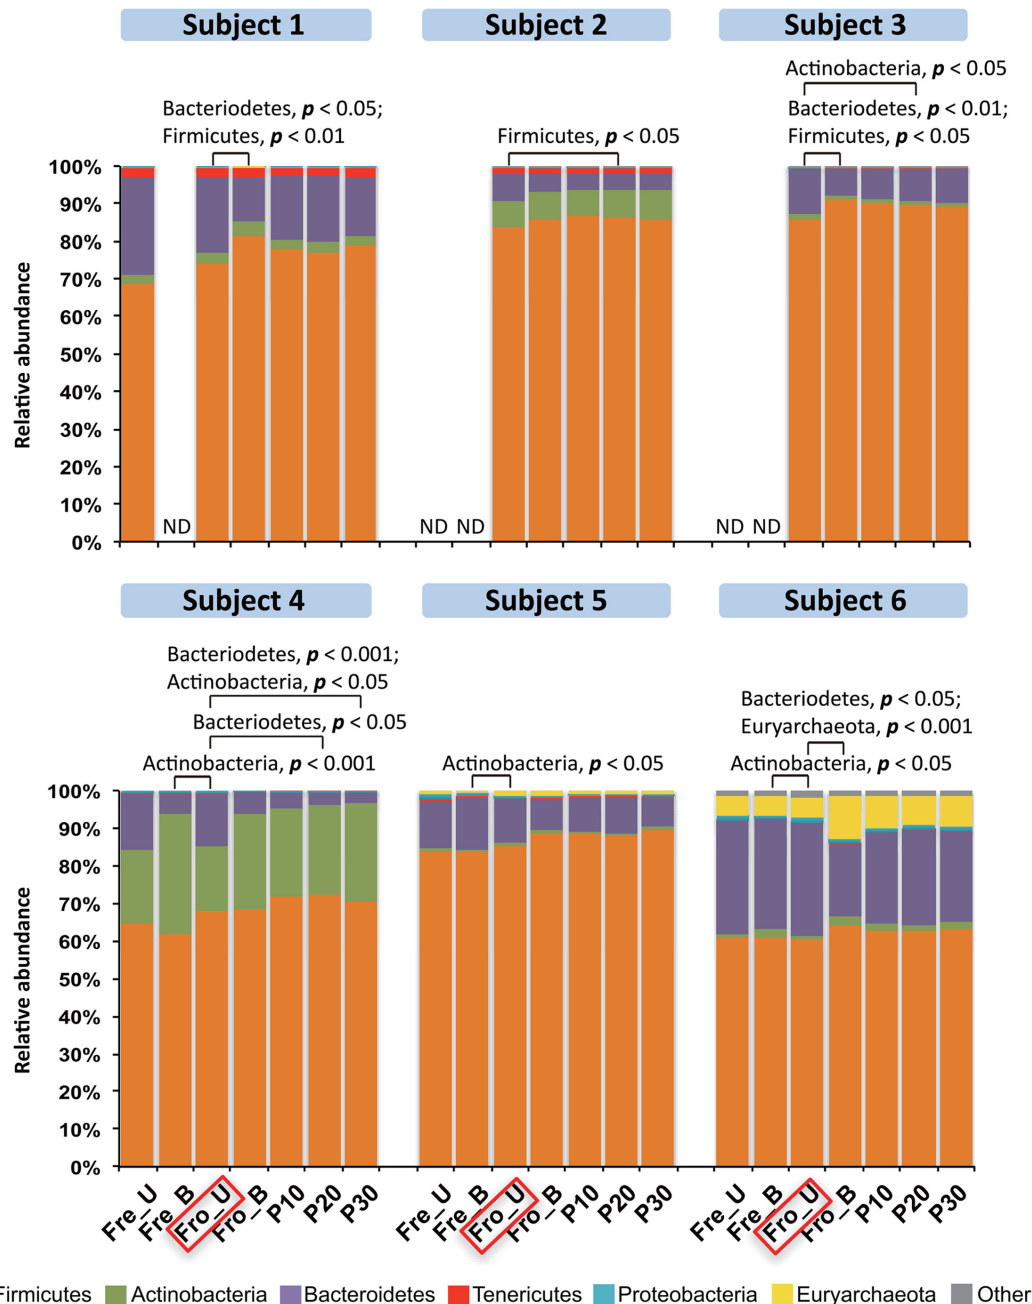 Subject 1
Subject 2
Subject 3
Actinobacteria, p < 0.05
Bacteriodetes, p < 0.05;
Firmicutes, p < 0.01
Firmicutes, p < 0.05
Bacteriodetes, p < 0.01;
Firmicutes, p < 0.05
Relative abundance
100%
90%
80%
70%
60%
50%
40%
30%
20%
10%
0%
ND
ND ND
ND ND
Subject 4
Subject 5
Subject 6
Bacteriodetes, p < 0.001;
Actinobacteria, p < 0.05
Bacteriodetes, p < 0.05
Actinobacteria, p < 0.001
Actinobacteria, p < 0.05
Bacteriodetes, p < 0.05;
Euryarchaeota, p < 0.001
Actinobacteria, p < 0.05
Relative abundance
100%
90%
80%
70%
60%
50%
40%
30%
20%
10%
0%
Fre_U Fre_B Fro_U Fro_B P10 P20 P30
Fre_U Fre_B Fro_U Fro_B P10 P20 P30
Fre_U Fre_B Fro_U Fro_B P10 P20 P30
Firmicutes Actinobacteria Bacteroidetes Tenericutes Proteobacteria Euryarchaeota Other